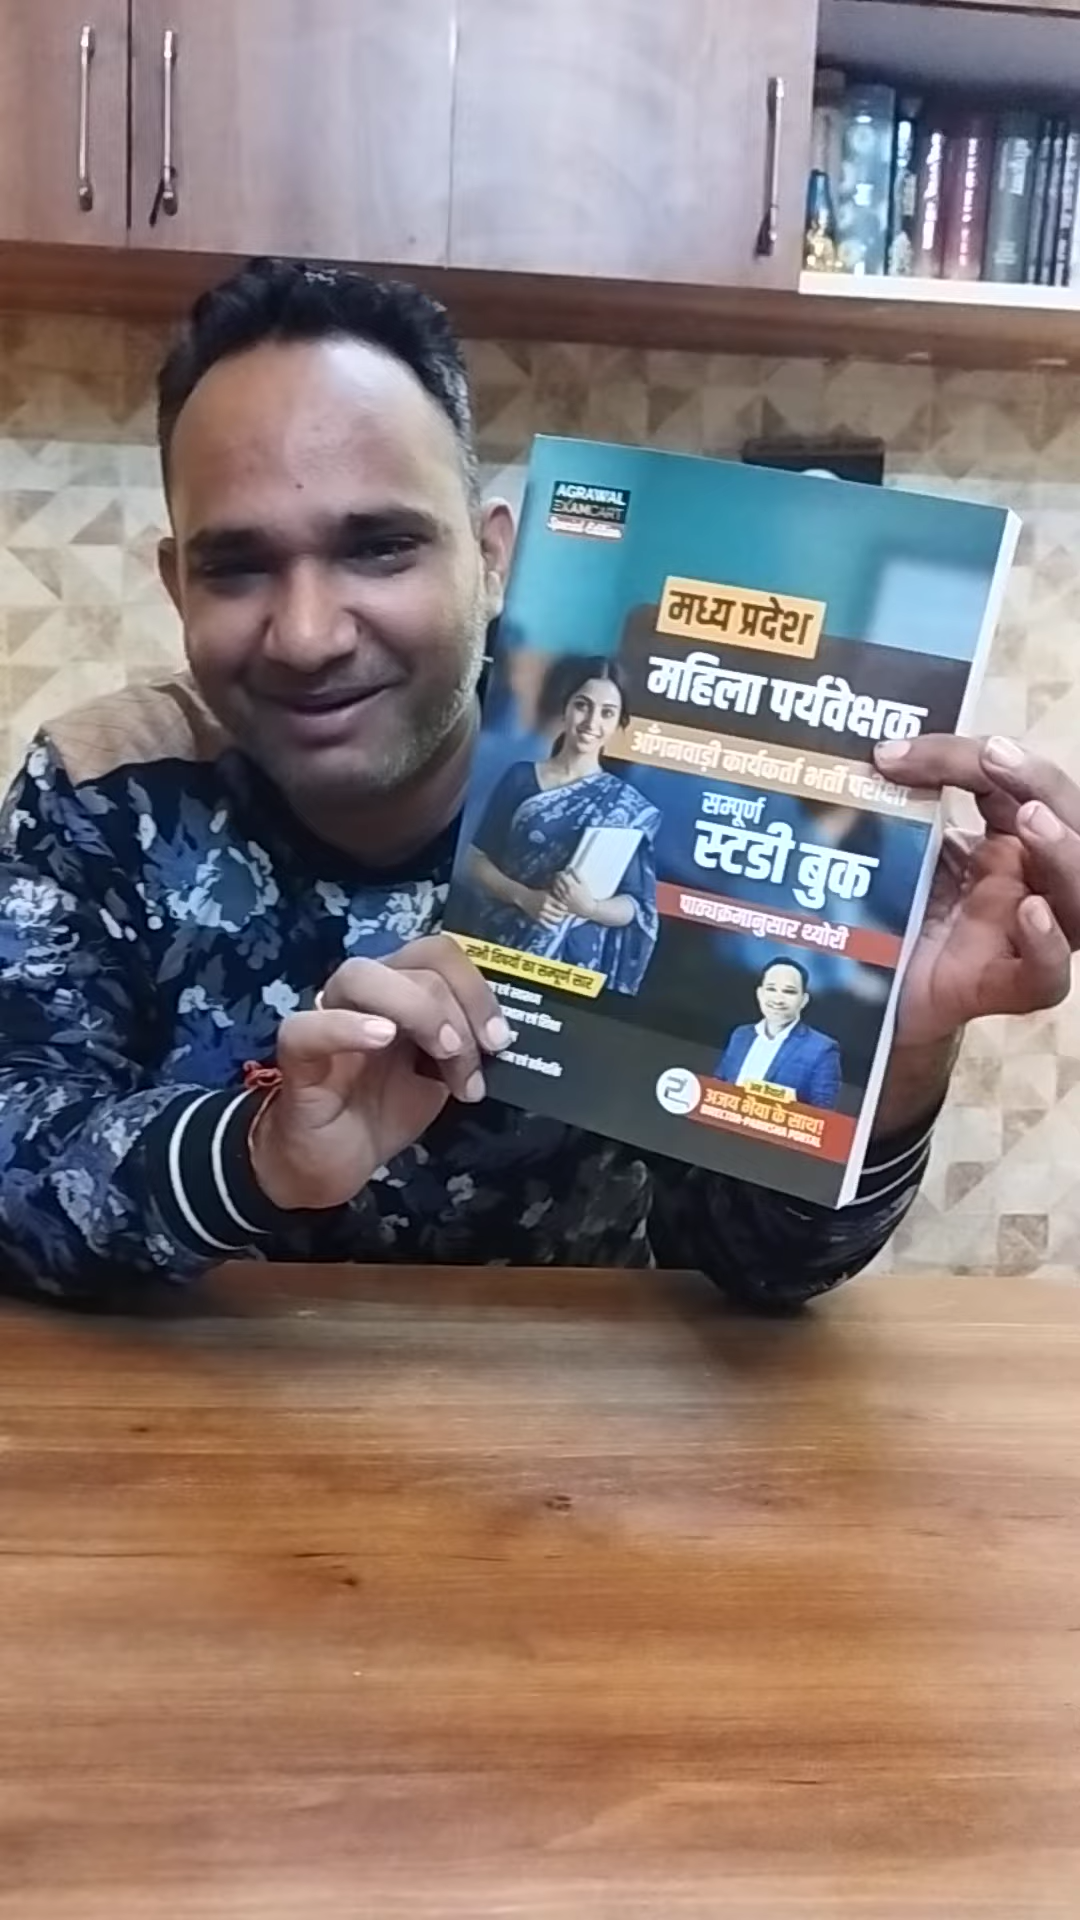 AGRAWAL
EXAMCART
Special Edition
मध्य प्रदेश
महिला पर्यवेक्षक
आँगनवाड़ी कार्यकर्ता भर्ती परीक्षा
सम्पूर्ण
स्टडी बुक
पाठ्यक्रमानुसार थ्योरी
सभी विषयों का सम्पूर्ण सार
अजय भैया के साथ!